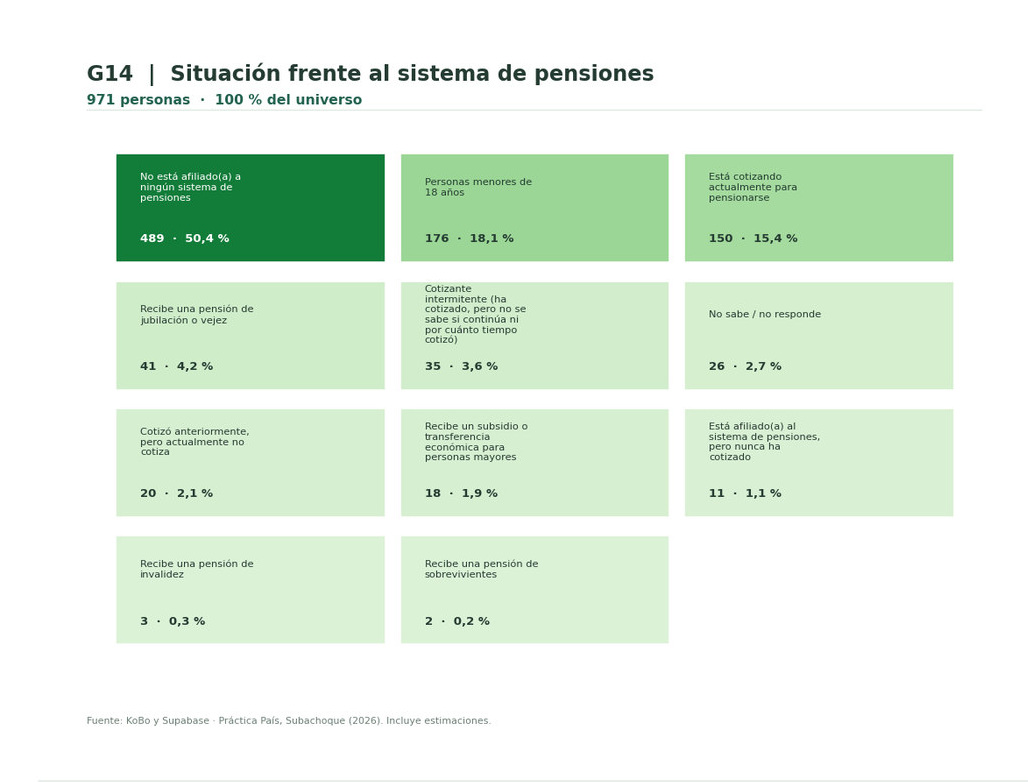 G14 | Situación frente al sistema de pensiones
971 personas · 100 % del universo
No está afiliado(a) a
ningún sistema de
pensiones
489 · 50,4 %
Personas menores de
18 años
176 · 18,1 %
Está cotizando
actualmente para
pensionarse
150 · 15,4 %
Recibe una pensión de
jubilación o vejez
41 · 4,2 %
Cotizante
intermitente (ha
cotizado, pero no se
sabe si continúa ni
por cuánto tiempo
cotizó)
35 · 3,6 %
No sabe / no responde
26 · 2,7 %
Cotizó anteriormente,
pero actualmente no
cotiza
20 · 2,1 %
Recibe un subsidio o
transferencia
económica para
personas mayores
18 · 1,9 %
Está afiliado(a) al
sistema de pensiones,
pero nunca ha
cotizado
11 · 1,1 %
Recibe una pensión de
invalidez
3 · 0,3 %
Recibe una pensión de
sobrevivientes
2 · 0,2 %
Fuente: KoBo y Supabase · Práctica País, Subachoque (2026). Incluye estimaciones.